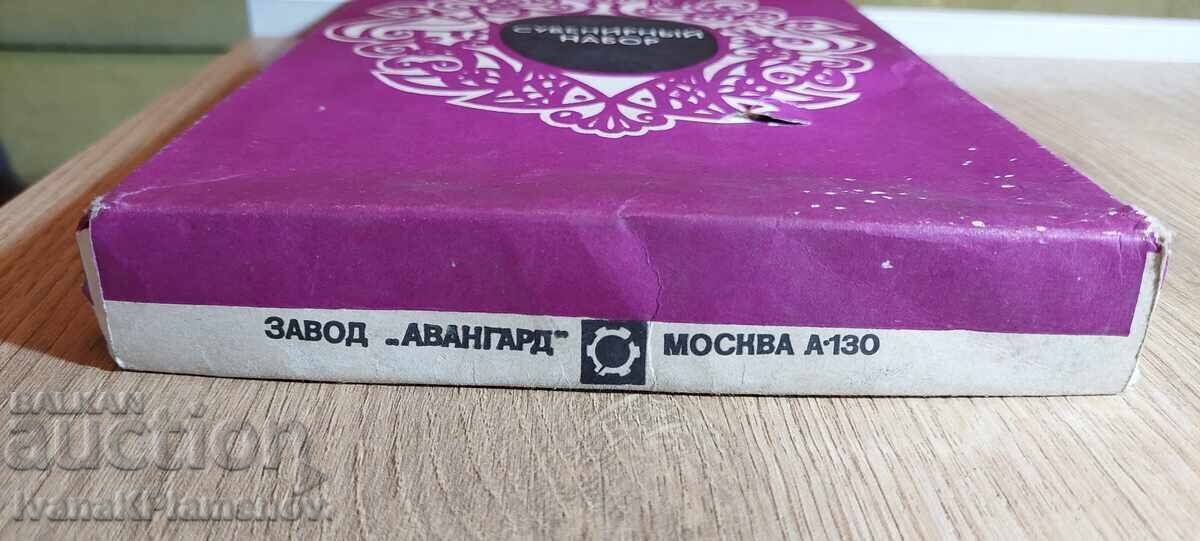 СУВЕНИРНЫЙ
НАБОР
ЗАВОД „АВАНГАРД“ МОСКВА А-130
BALKAN
auction
IvanaKPlamenov.